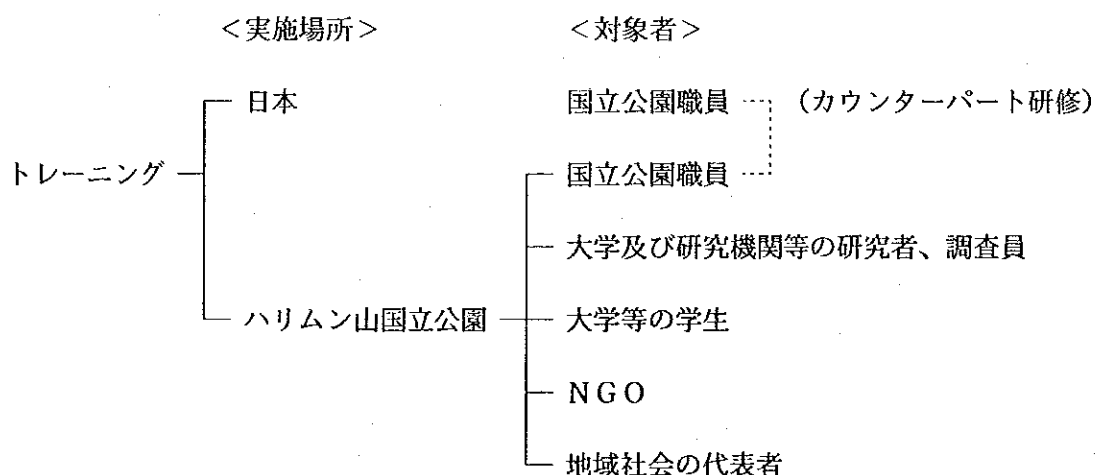 ＜実施場所＞ ＜対象者＞
日本 国立公園職員 (カウンターパート研修)
トレーニング 国立公園職員
大学及び研究機関等の研究者、調査員
ハリムン山国立公園 大学等の学生
ＮＧＯ
地域社会の代表者